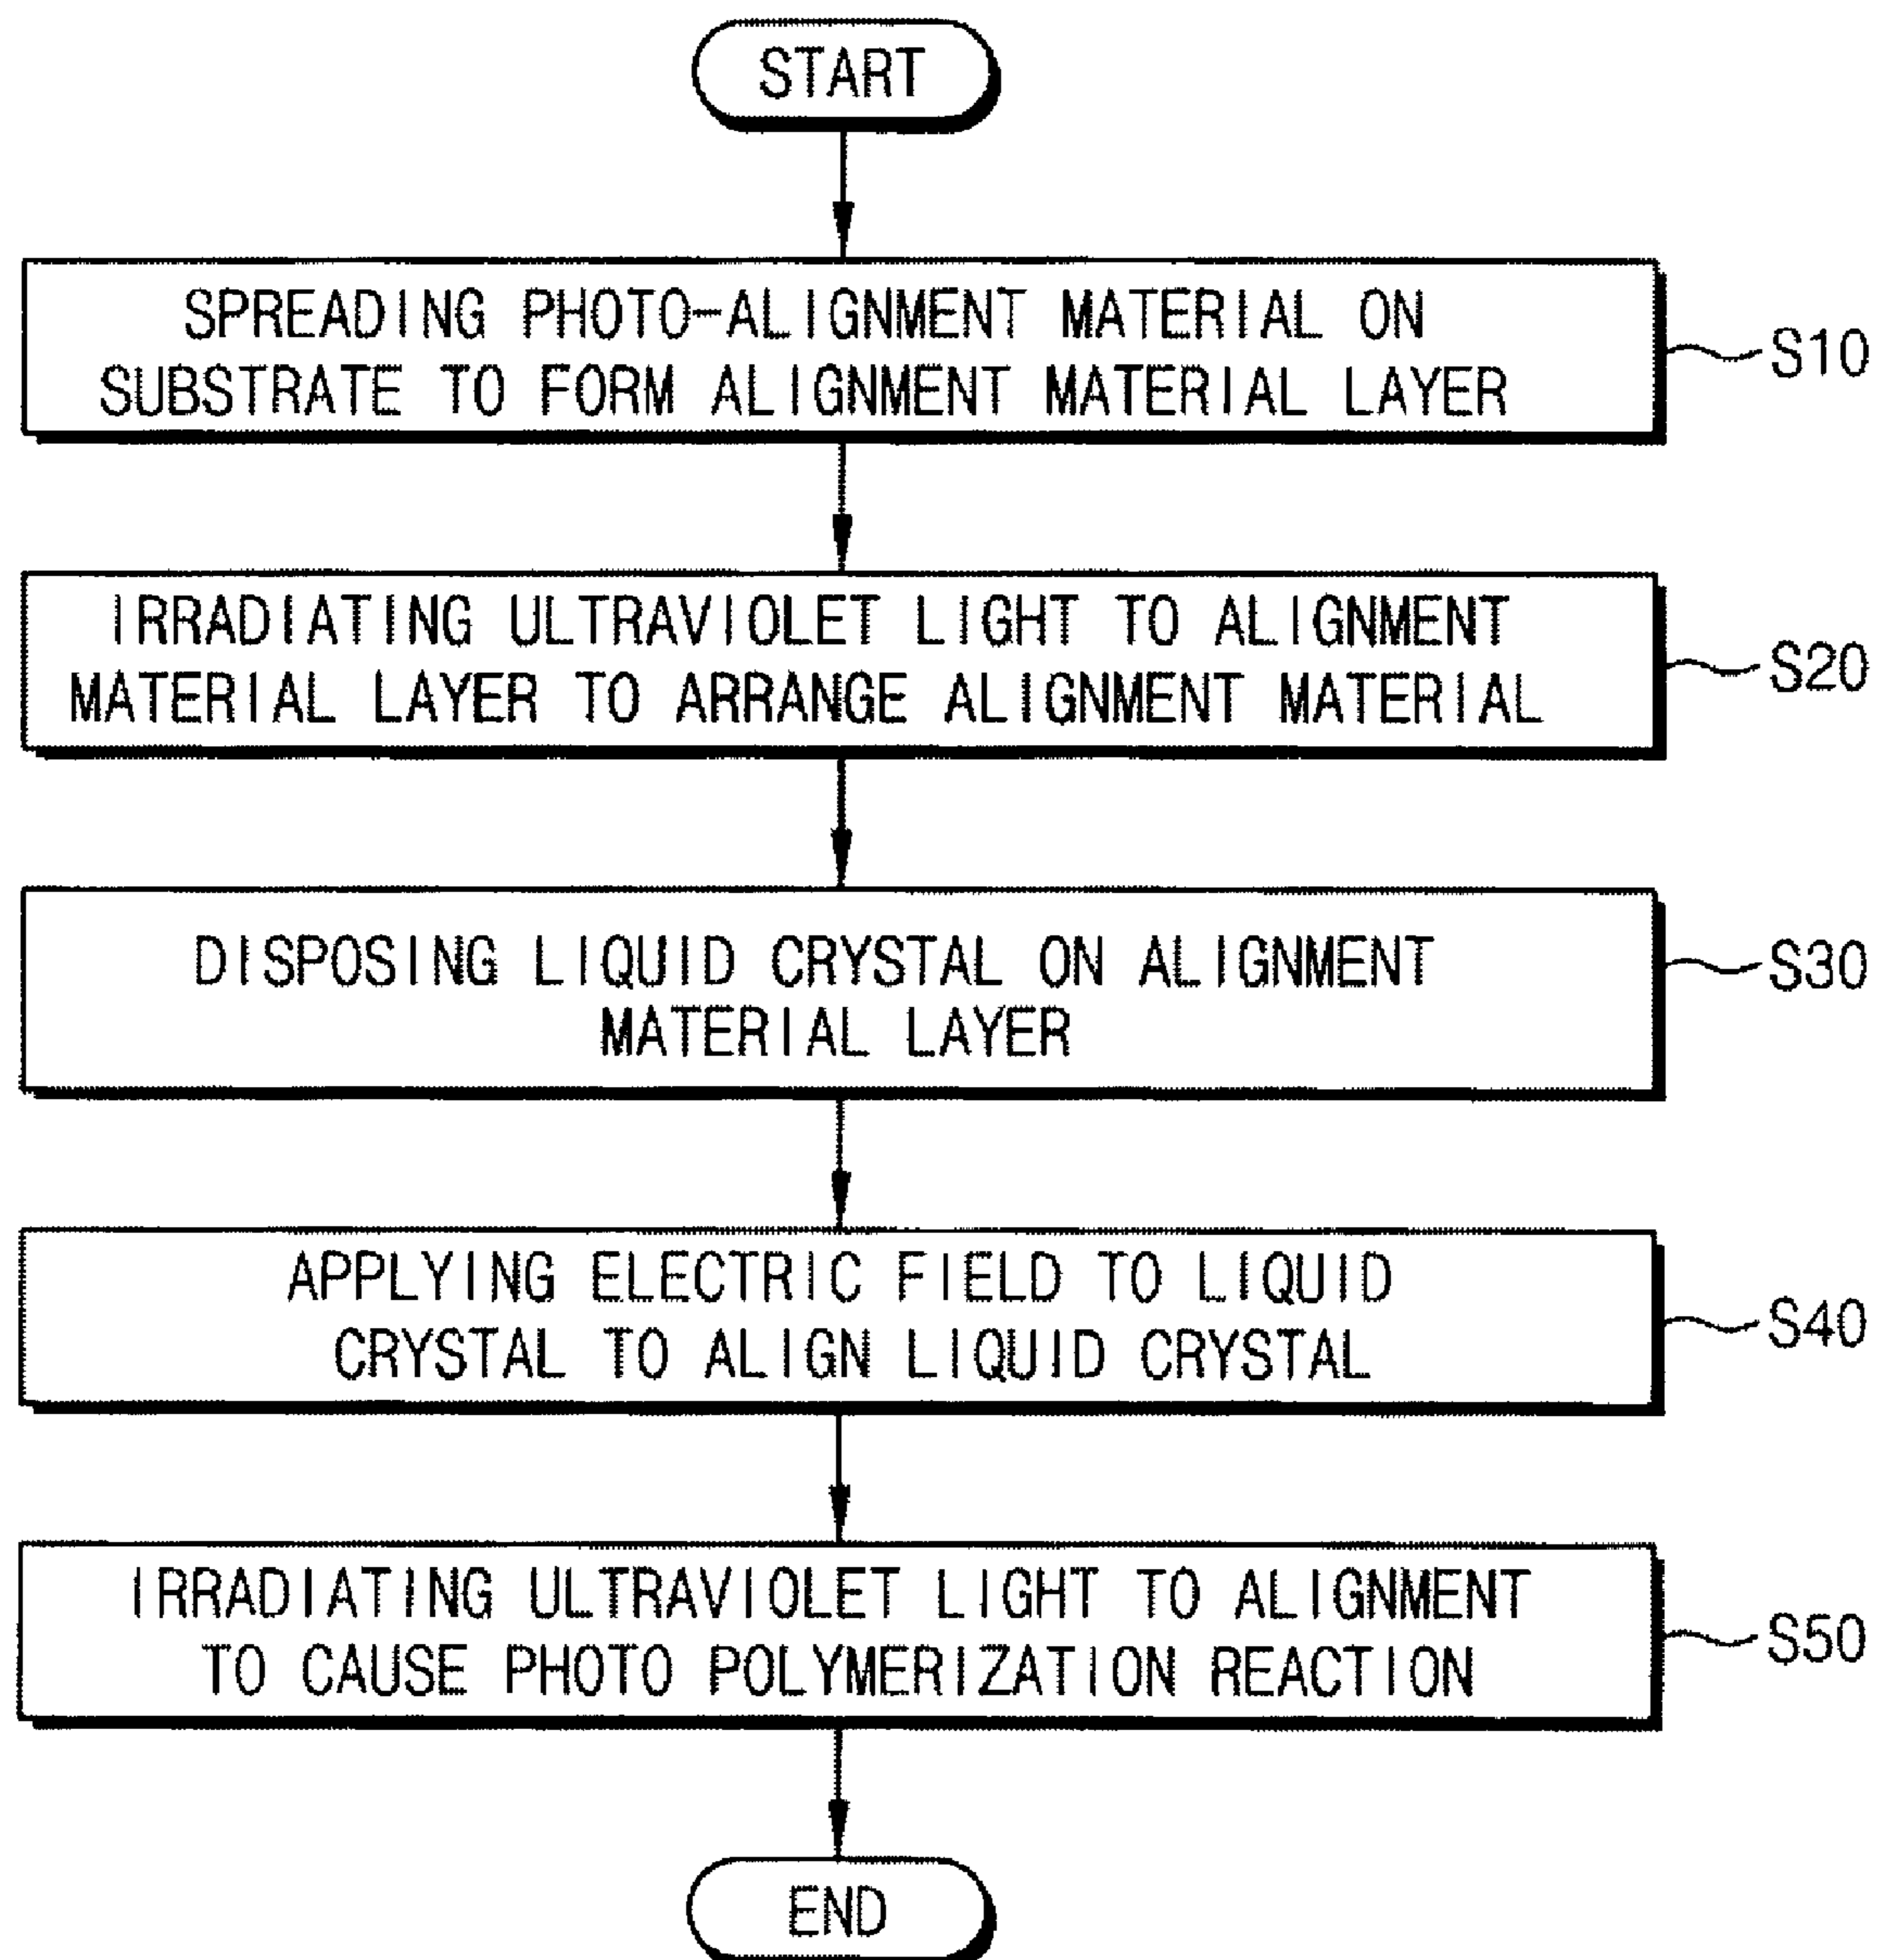 START
SPREADING PHOTO-ALIGNMENT MATERIAL ON
SUBSTRATE TO FORM ALIGNMENT MATERIAL LAYER
S10
IRRADIATING ULTRAVIOLET LIGHT TO ALIGNMENT
MATERIAL LAYER TO ARRANGE ALIGNMENT MATERIAL
S20
DISPOSING LIQUID CRYSTAL ON ALIGNMENT
MATERIAL LAYER
S30
APPLYING ELECTRIC FIELD TO LIQUID
CRYSTAL TO ALIGN LIQUID CRYSTAL
S40
IRRADIATING ULTRAVIOLET LIGHT TO ALIGNMENT
TO CAUSE PHOTO POLYMERIZATION REACTION
S50
END